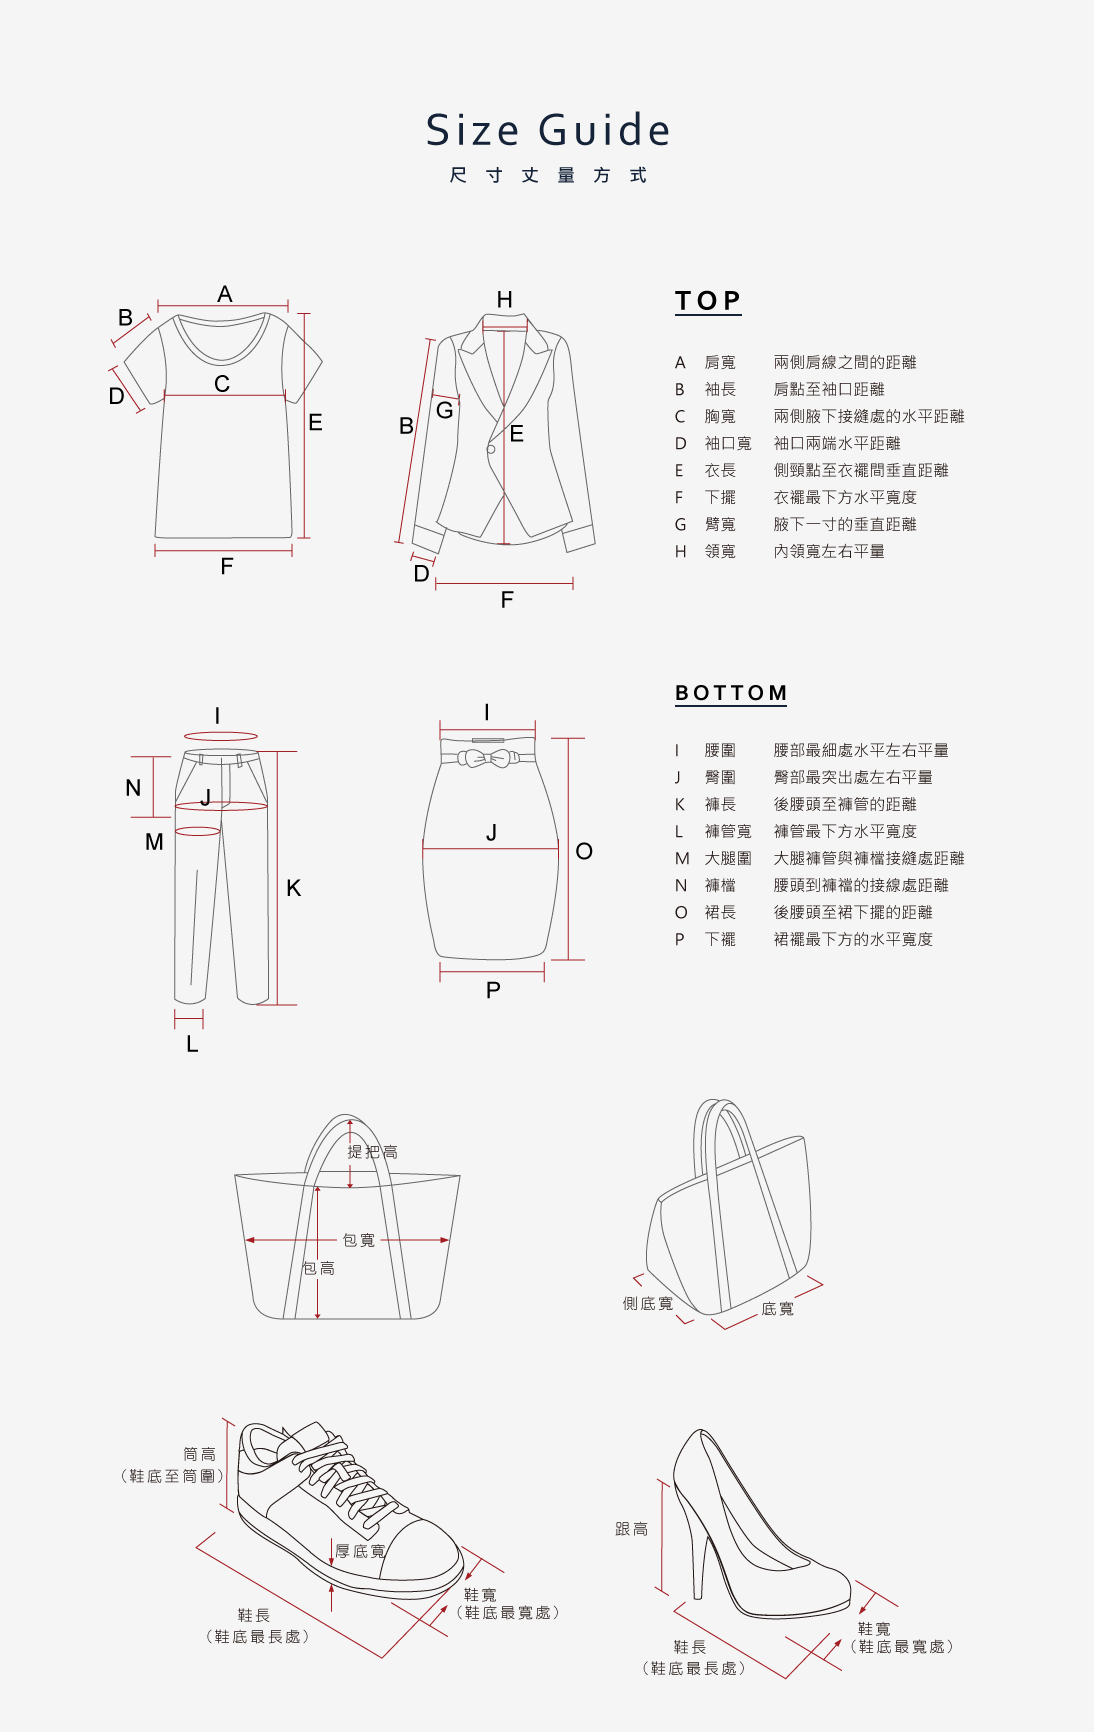 Size Guide
尺寸丈量方式
A
B
C
D
E
F
H
B
G
E
D
F
TOP
A 肩寬 兩側肩線之間的距離
B 袖長 肩點至袖口距離
C 胸寬 兩側腋下接縫處的水平距離
D 袖口寬 袖口兩端水平距離
E 衣長 側頸點至衣襬間垂直距離
F 下擺 衣襬最下方水平寬度
G 臂寬 腋下一寸的垂直距離
H 領寬 內領寬左右平量
I
N
J
M
K
L
I
J
O
P
BOTTOM
I 腰圍 腰部最細處水平左右平量
J 臀圍 臀部最突出處左右平量
K 褲長 後腰頭至褲管的距離
L 褲管寬 褲管最下方水平寬度
M 大腿圍 大腿褲管與褲檔接縫處距離
N 褲檔 腰頭到褲襠的接線處距離
O 裙長 後腰頭至裙下擺的距離
P 下襬 裙襬最下方的水平寬度
提把高
包寬
包高
側底寬
底寬
筒高
（鞋底至筒圍）
厚底寬
鞋寬
（鞋底最寬處）
鞋長
（鞋底最長處）
跟高
鞋寬
（鞋底最寬處）
鞋長
（鞋底最長處）